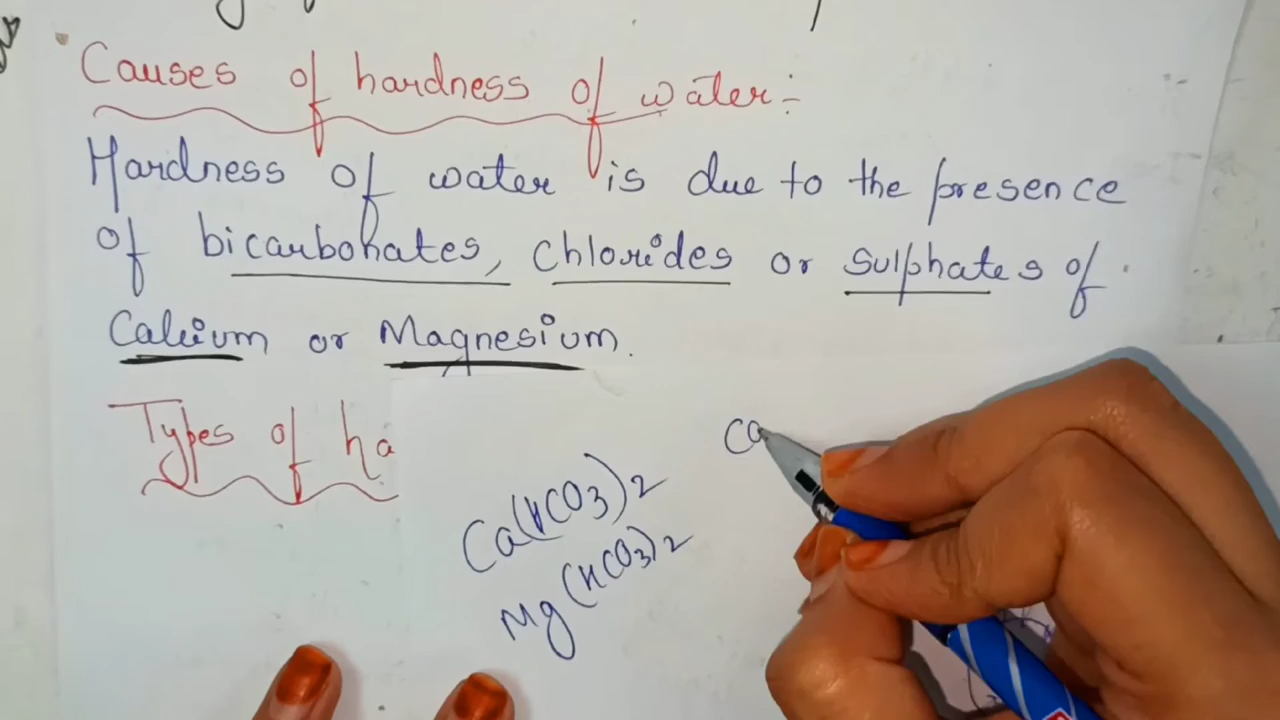 Causes of hardness of water:-
Hardness of water is due to the presence
of bicarbonates, chlorides or sulphates of
Calcium or Magnesium.
Types of ha
Ca(HCO3)2
Mg(HCO3)2
Ca